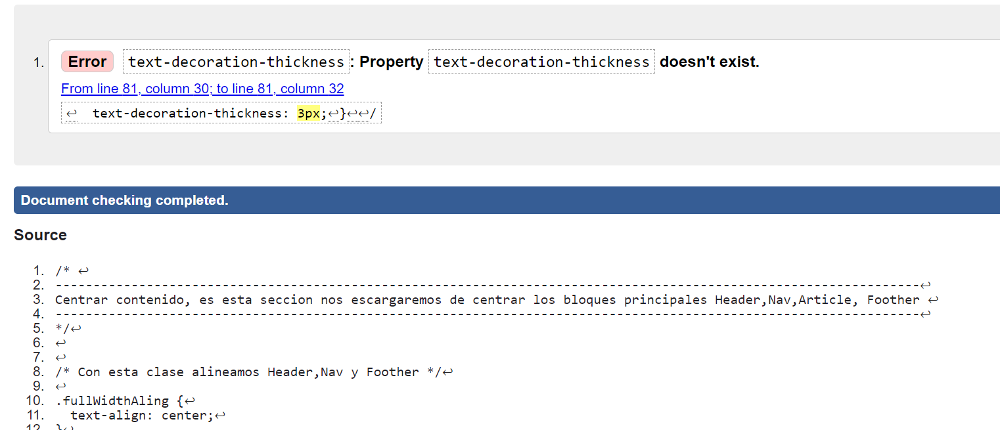 1. Error text-decoration-thickness: Property text-decoration-thickness doesn't exist.
From line 81, column 30; to line 81, column 32
↩ text-decoration-thickness: 3px;↩}↩↩/
Document checking completed.
Source
1. /* ↩
2. ------------------------------------------------------------------------------------------------------------------↩
3. Centrar contenido, es esta seccion nos escargaremos de centrar los bloques principales Header,Nav,Article, Foother ↩
4. ------------------------------------------------------------------------------------------------------------------↩
5. */↩
6. ↩
7. ↩
8. /* Con esta clase alineamos Header,Nav y Foother */↩
9. ↩
10. .fullWidthAling {↩
11. text-align: center;↩
12. }↩